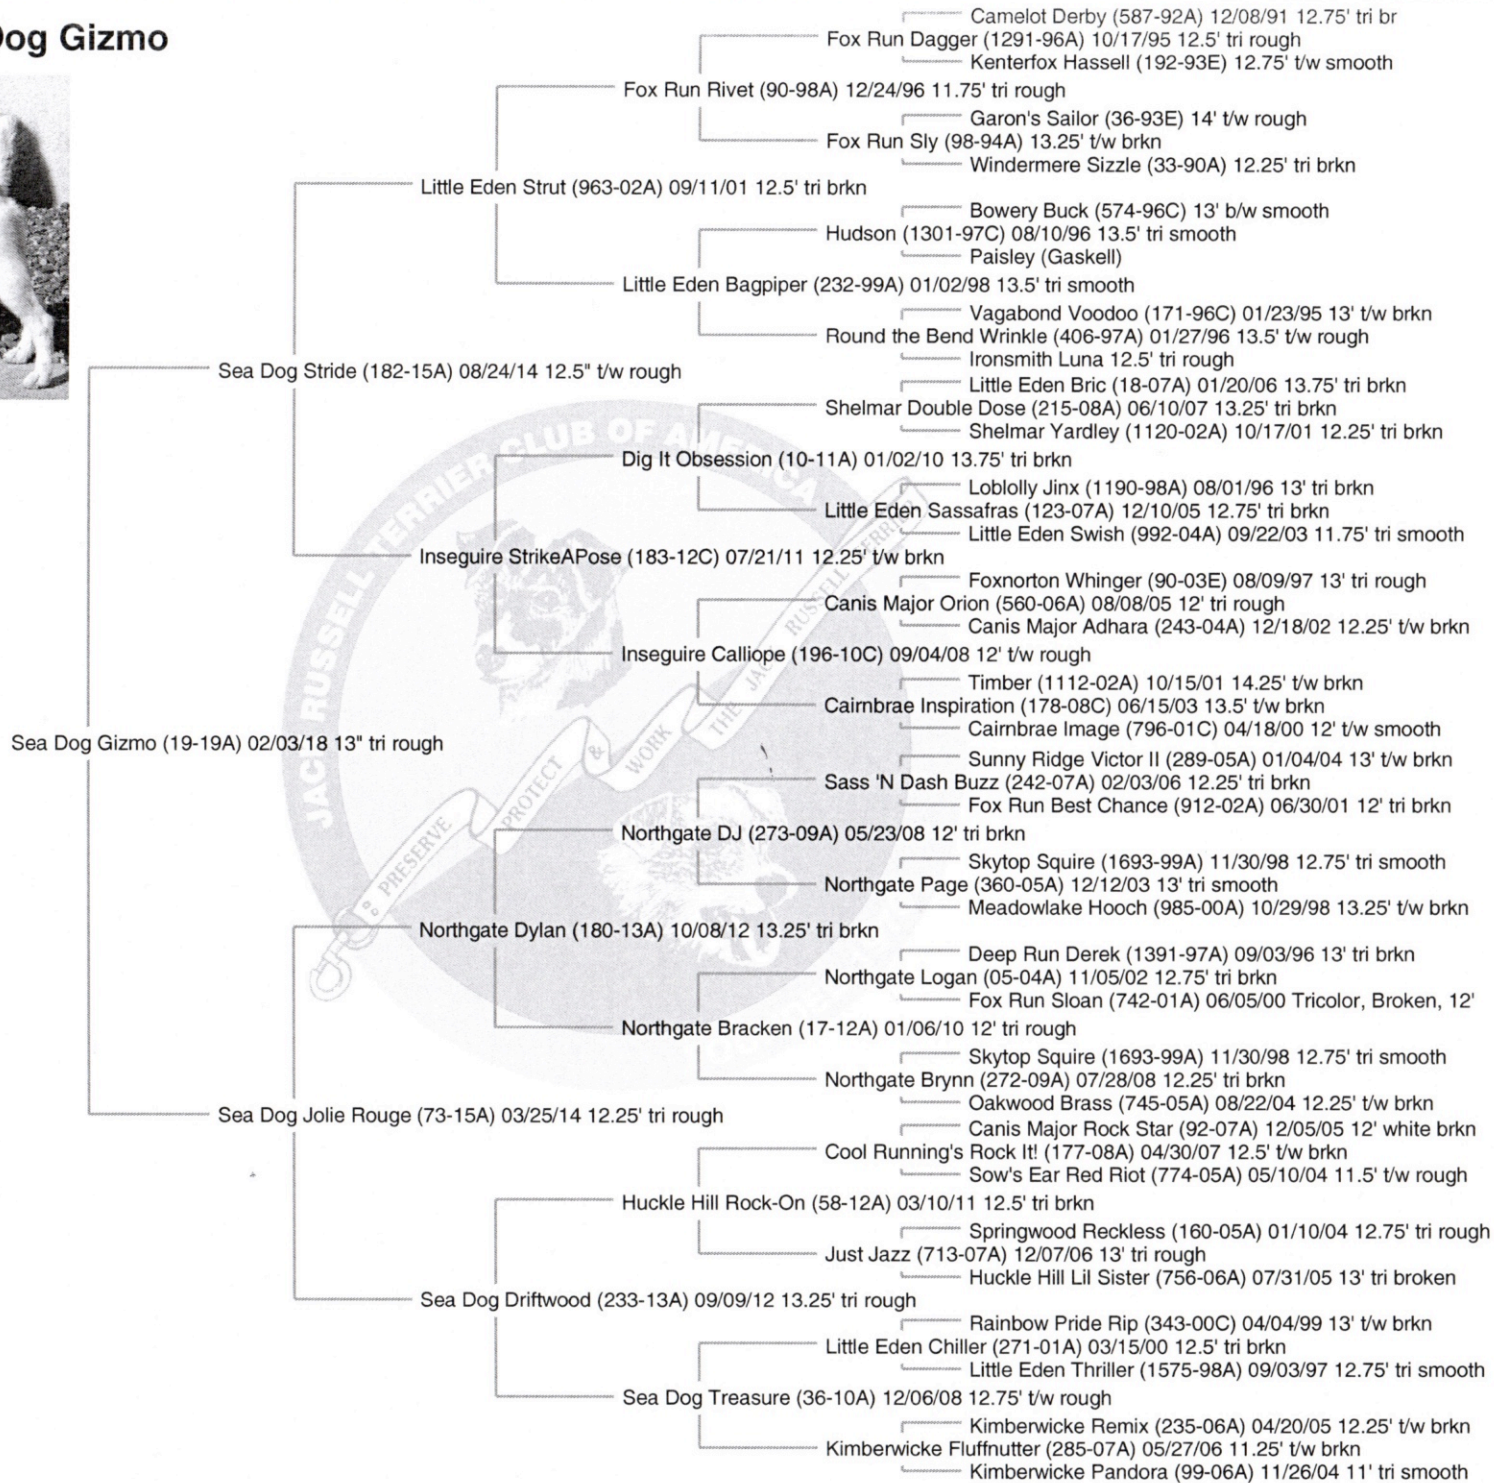 Dog Gizmo
Camelot Derby (587-92A) 12/08/91 12.75' tri br
Fox Run Dagger (1291-96A) 10/17/95 12.5' tri rough
Kenterfox Hassell (192-93E) 12.75' t/w smooth
Fox Run Rivet (90-98A) 12/24/96 11.75' tri rough
Garon's Sailor (36-93E) 14' t/w rough
Fox Run Sly (98-94A) 13.25' t/w brkn
Windermere Sizzle (33-90A) 12.25' tri brkn
Little Eden Strut (963-02A) 09/11/01 12.5' tri brkn
Bowery Buck (574-96C) 13' b/w smooth
Hudson (1301-97C) 08/10/96 13.5' tri smooth
Paisley (Gaskell)
Little Eden Bagpiper (232-99A) 01/02/98 13.5' tri smooth
Vagabond Voodoo (171-96C) 01/23/95 13' t/w brkn
Round the Bend Wrinkle (406-97A) 01/27/96 13.5' t/w rough
Ironsmith Luna 12.5' tri rough
Sea Dog Stride (182-15A) 08/24/14 12.5" t/w rough
Little Eden Bric (18-07A) 01/20/06 13.75' tri brkn
Shelmar Double Dose (215-08A) 06/10/07 13.25' tri brkn
Shelmar Yardley (1120-02A) 10/17/01 12.25' tri brkn
Dig It Obsession (10-11A) 01/02/10 13.75' tri brkn
Loblolly Jinx (1190-98A) 08/01/96 13' tri brkn
Little Eden Sassafras (123-07A) 12/10/05 12.75' tri brkn
Little Eden Swish (992-04A) 09/22/03 11.75' tri smooth
Inseguire StrikeAPose (183-12C) 07/21/11 12.25' t/w brkn
Foxnorton Whinger (90-03E) 08/09/97 13' tri rough
Canis Major Orion (560-06A) 08/08/05 12' tri rough
Canis Major Adhara (243-04A) 12/18/02 12.25' t/w brkn
Inseguire Calliope (196-10C) 09/04/08 12' t/w rough
Timber (1112-02A) 10/15/01 14.25' t/w brkn
Cairnbrae Inspiration (178-08C) 06/15/03 13.5' t/w brkn
Cairnbrae Image (796-01C) 04/18/00 12' t/w smooth
Sea Dog Gizmo (19-19A) 02/03/18 13" tri rough
Sunny Ridge Victor II (289-05A) 01/04/04 13' t/w brkn
Sass 'N Dash Buzz (242-07A) 02/03/06 12.25' tri brkn
Fox Run Best Chance (912-02A) 06/30/01 12' tri brkn
Northgate DJ (273-09A) 05/23/08 12' tri brkn
Skytop Squire (1693-99A) 11/30/98 12.75' tri smooth
Northgate Page (360-05A) 12/12/03 13' tri smooth
Meadowlake Hooch (985-00A) 10/29/98 13.25' t/w brkn
Northgate Dylan (180-13A) 10/08/12 13.25' tri brkn
Deep Run Derek (1391-97A) 09/03/96 13' tri brkn
Northgate Logan (05-04A) 11/05/02 12.75' tri brkn
Fox Run Sloan (742-01A) 06/05/00 Tricolor, Broken, 12'
Northgate Bracken (17-12A) 01/06/10 12' tri rough
Skytop Squire (1693-99A) 11/30/98 12.75' tri smooth
Northgate Brynn (272-09A) 07/28/08 12.25' tri brkn
Oakwood Brass (745-05A) 08/22/04 12.25' t/w brkn
Sea Dog Jolie Rouge (73-15A) 03/25/14 12.25' tri rough
Canis Major Rock Star (92-07A) 12/05/05 12' white brkn
Cool Running's Rock It! (177-08A) 04/30/07 12.5' t/w brkn
Sow's Ear Red Riot (774-05A) 05/10/04 11.5' t/w rough
Huckle Hill Rock-On (58-12A) 03/10/11 12.5' tri brkn
Springwood Reckless (160-05A) 01/10/04 12.75' tri rough
Just Jazz (713-07A) 12/07/06 13' tri rough
Huckle Hill Lil Sister (756-06A) 07/31/05 13' tri broken
Sea Dog Driftwood (233-13A) 09/09/12 13.25' tri rough
Rainbow Pride Rip (343-00C) 04/04/99 13' t/w brkn
Little Eden Chiller (271-01A) 03/15/00 12.5' tri brkn
Little Eden Thriller (1575-98A) 09/03/97 12.75' tri smooth
Sea Dog Treasure (36-10A) 12/06/08 12.75' t/w rough
Kimberwicke Remix (235-06A) 04/20/05 12.25' t/w brkn
Kimberwicke Fluffnutter (285-07A) 05/27/06 11.25' t/w brkn
Kimberwicke Pandora (99-06A) 11/26/04 11' tri smooth
JACK RUSSELL TERRIER CLUB OF AMERICA
PRESERVE
PROTECT
&
WORK
THE JACK RUSSELL TERRIER